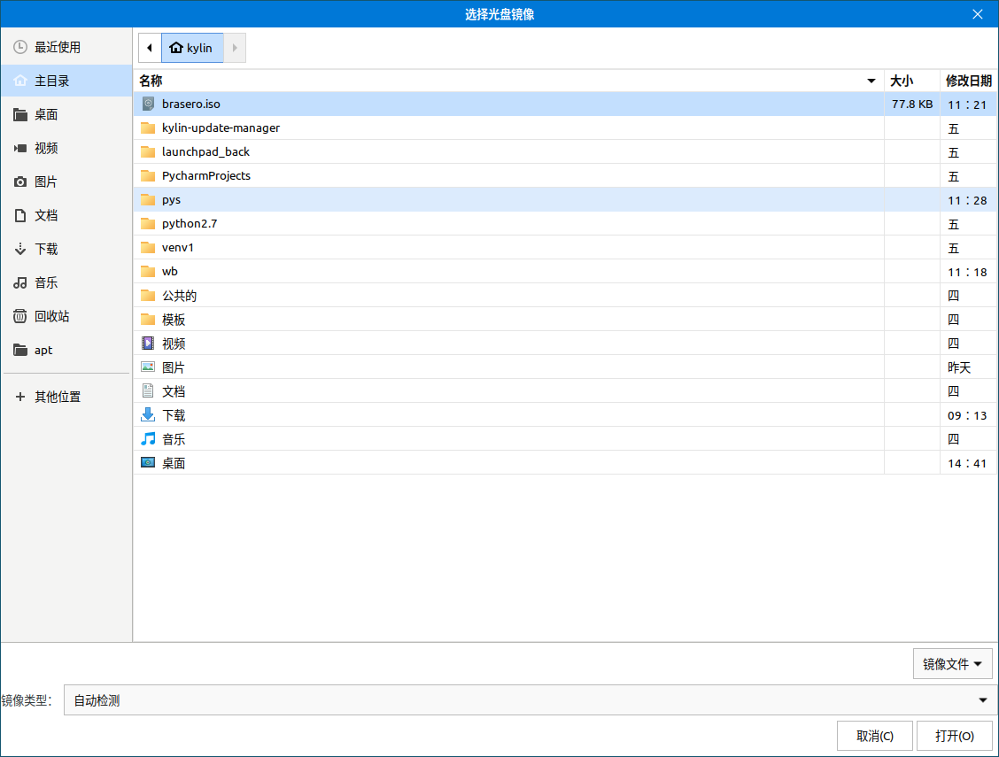 选择光盘镜像
最近使用
主目录
桌面
视频
图片
文档
下载
音乐
回收站
apt
其他位置
kylin
名称 大小 修改日期
brasero.iso 77.8 KB 11：21
kylin-update-manager 五
launchpad_back 五
PycharmProjects 五
pys 11：28
python2.7 五
venv1 五
wb 11：18
公共的 四
模板 四
视频 四
图片 昨天
文档 四
下载 09：13
音乐 四
桌面 14：41
镜像文件
镜像类型： 自动检测
取消(C) 打开(O)